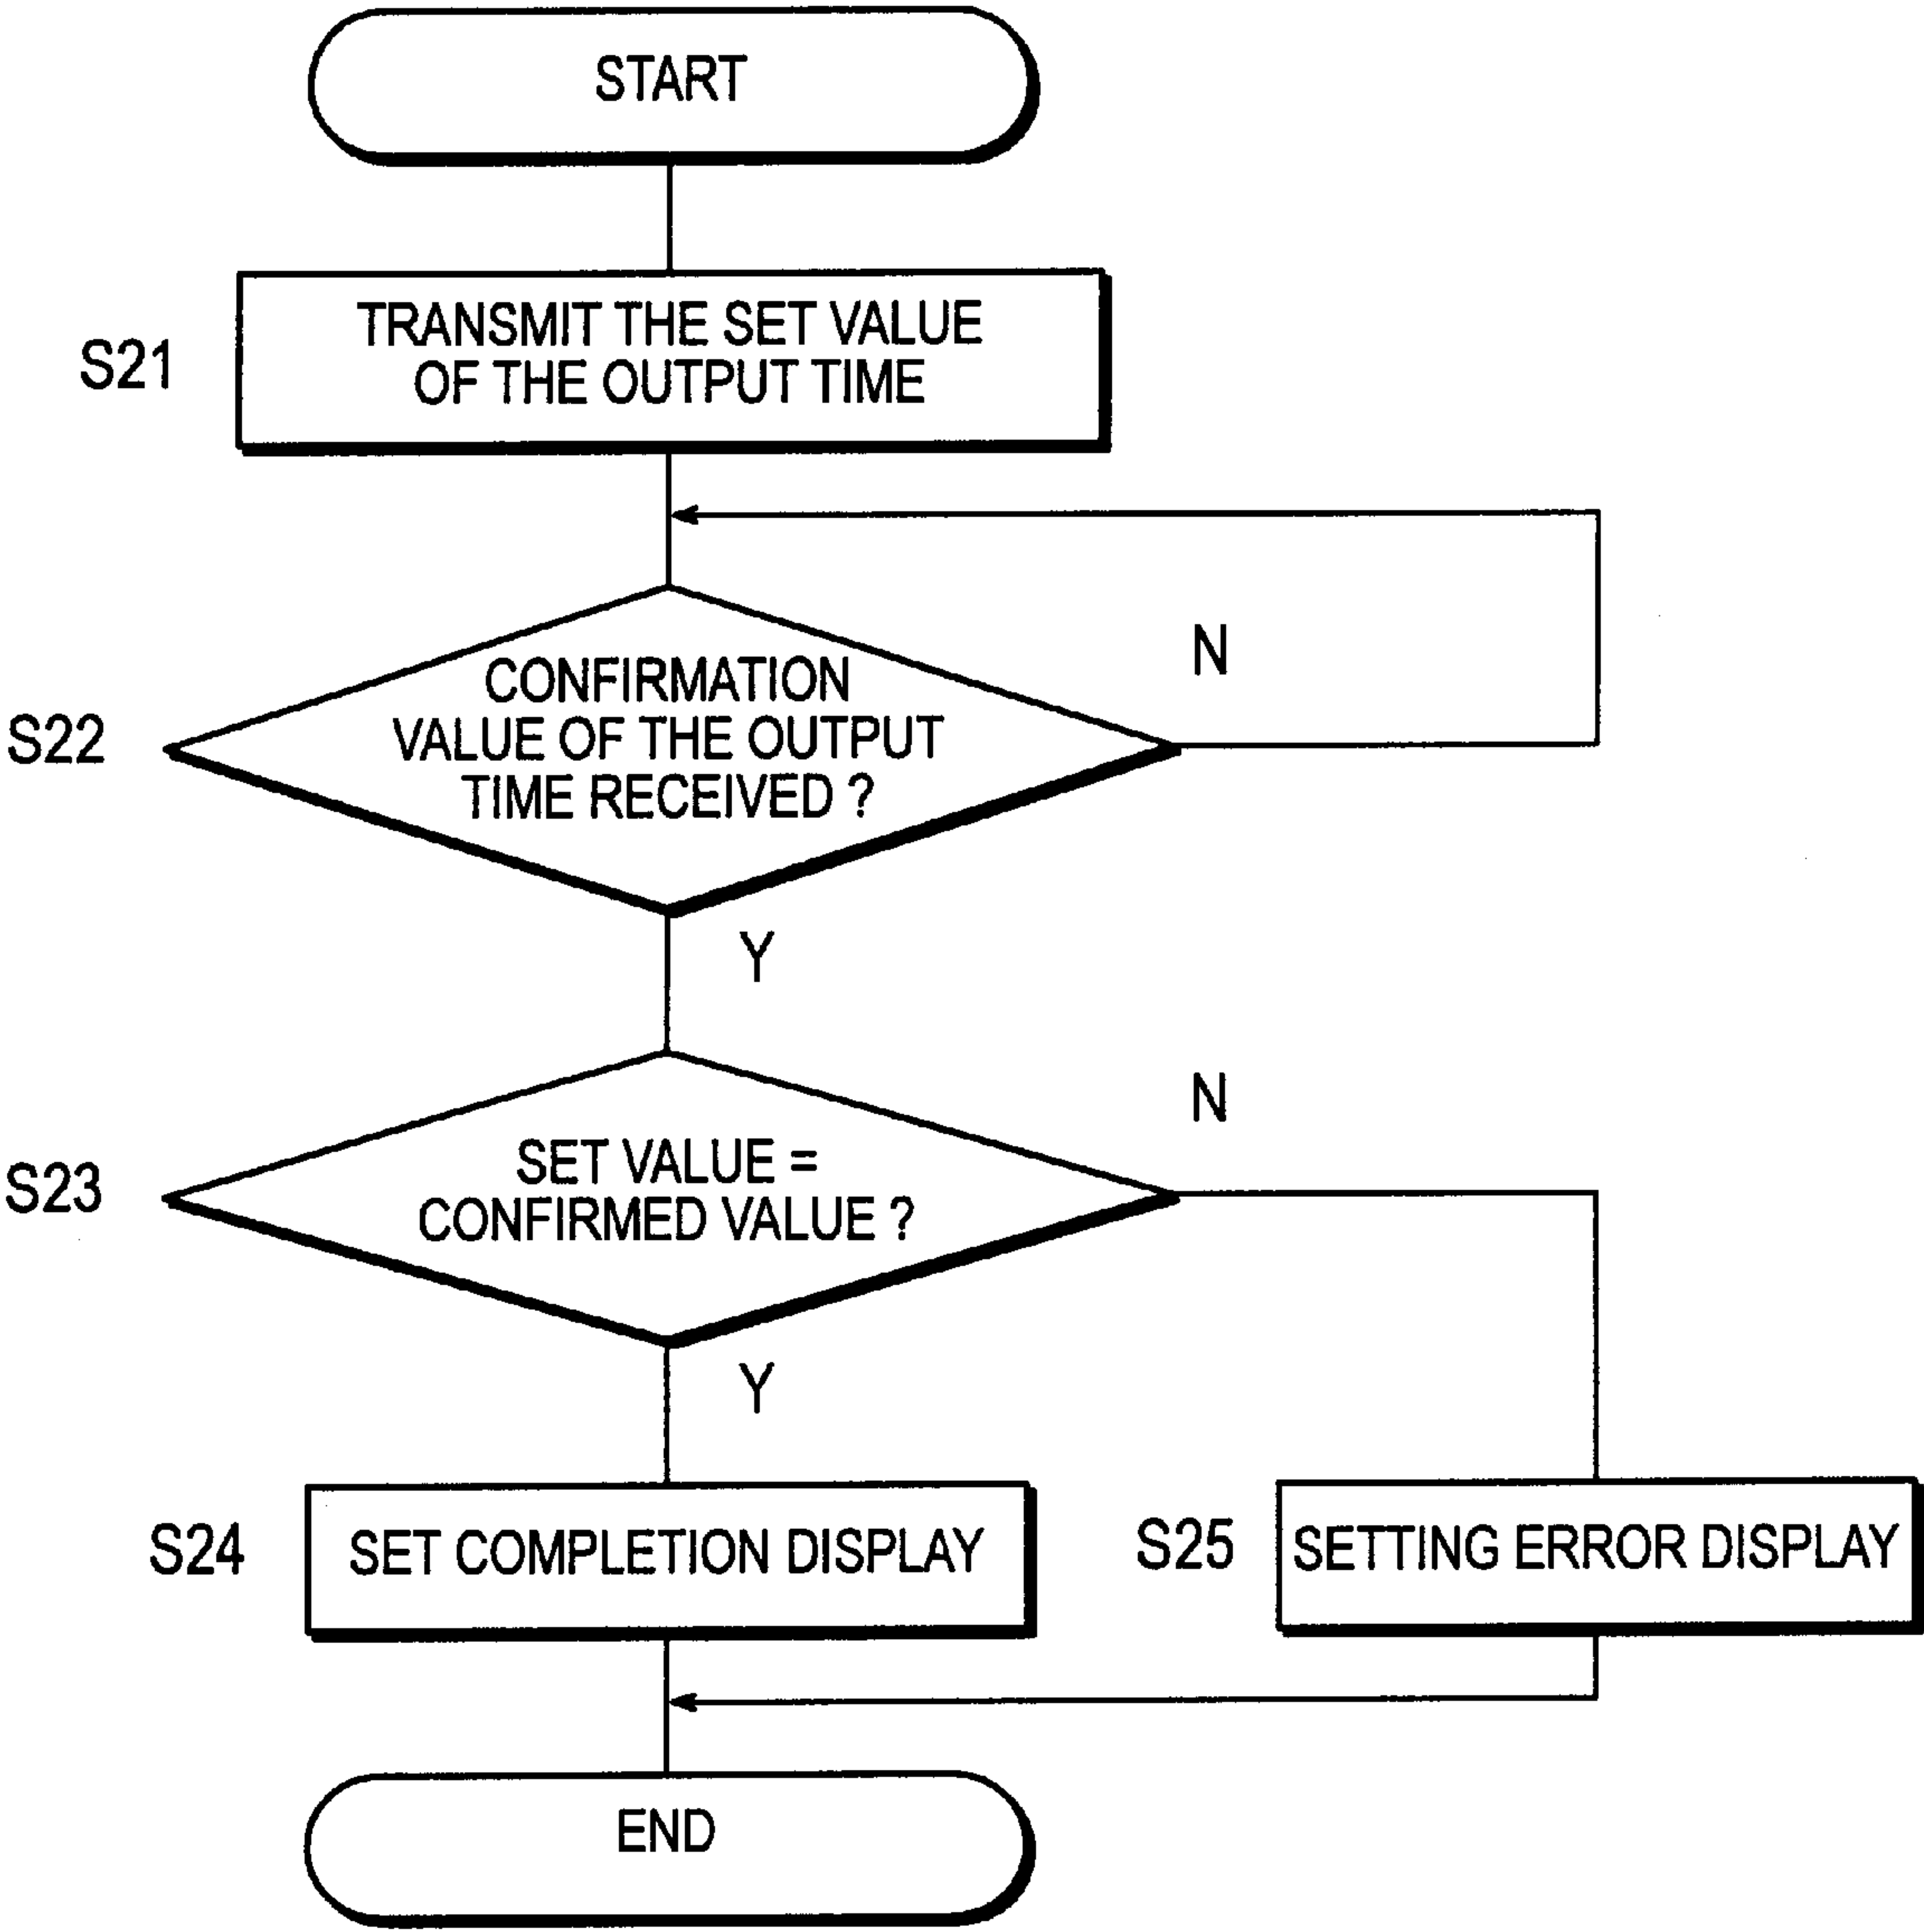 START
S21
TRANSMIT THE SET VALUE
OF THE OUTPUT TIME
N
S22
CONFIRMATION
VALUE OF THE OUTPUT
TIME RECEIVED ?
Y
N
S23
SET VALUE =
CONFIRMED VALUE ?
Y
S24
SET COMPLETION DISPLAY
S25
SETTING ERROR DISPLAY
END